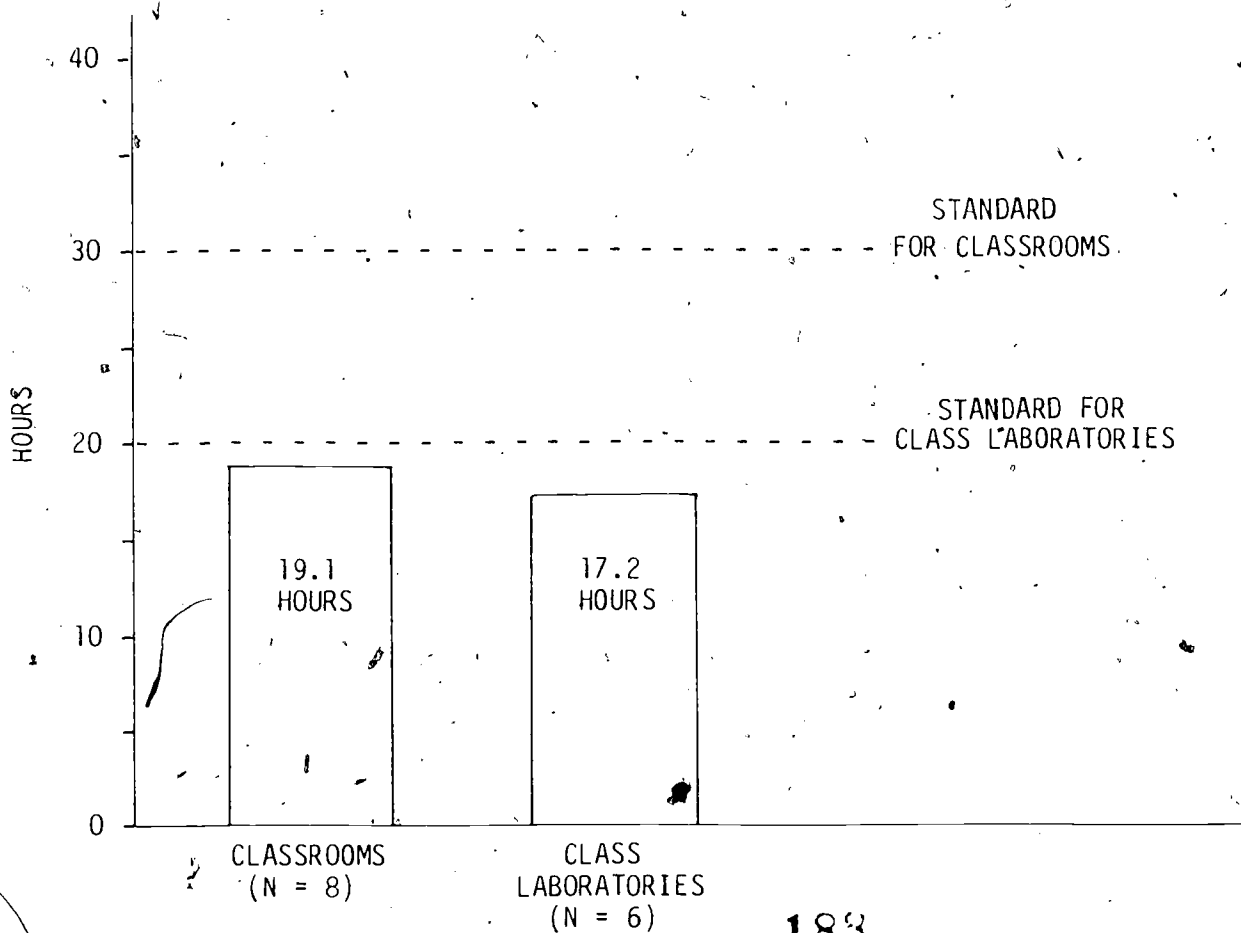 40
STANDARD
FOR CLASSROOMS
30
HOURS
STANDARD FOR
CLASS LABORATORIES
20
19.1
HOURS
17.2
HOURS
10
0
CLASSROOMS
(N = 8)
CLASS
LABORATORIES
(N = 6)